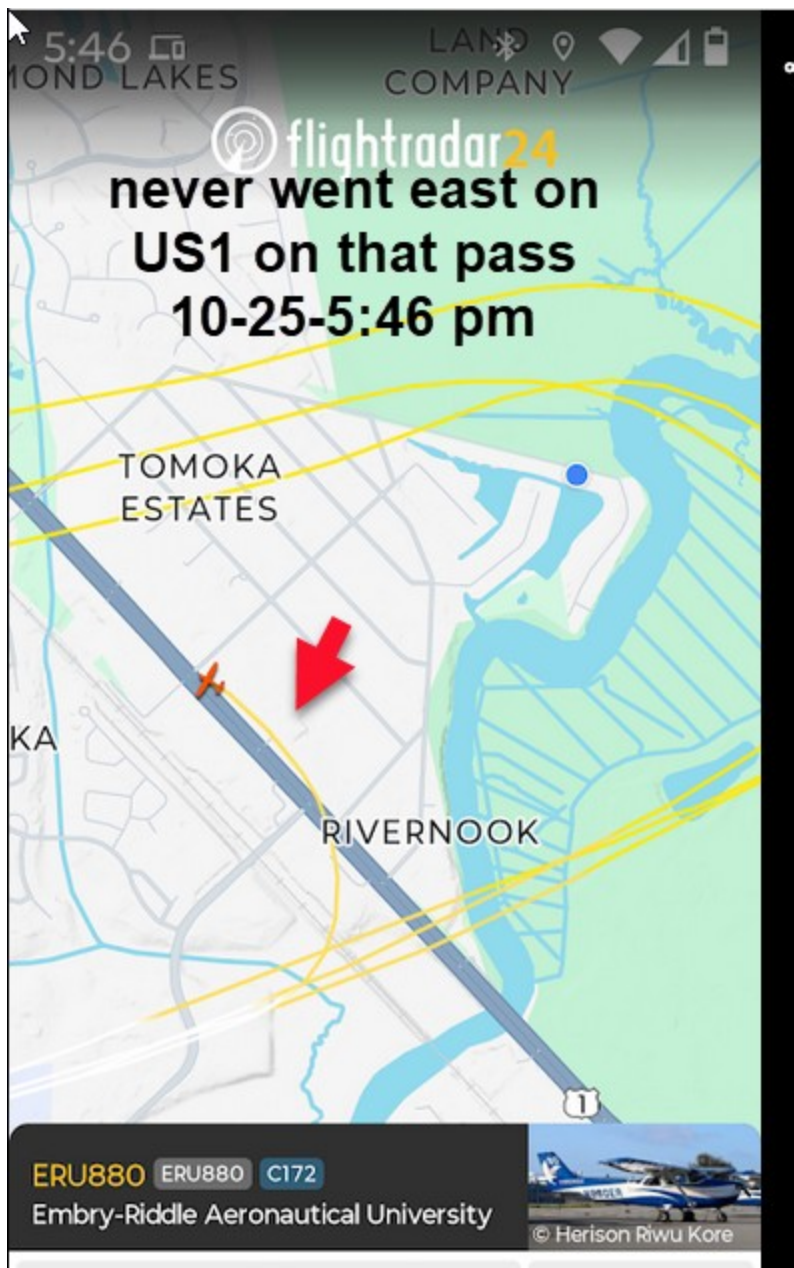 5:46
LAND
COMPANY
MOND LAKES
flightradar24
never went east on
US1 on that pass
10-25-5:46 pm
TOMOKA
ESTATES
KA
RIVERNOOK
1
ERU880 ERU880 C172
Embry-Riddle Aeronautical University
© Herison Riwu Kore